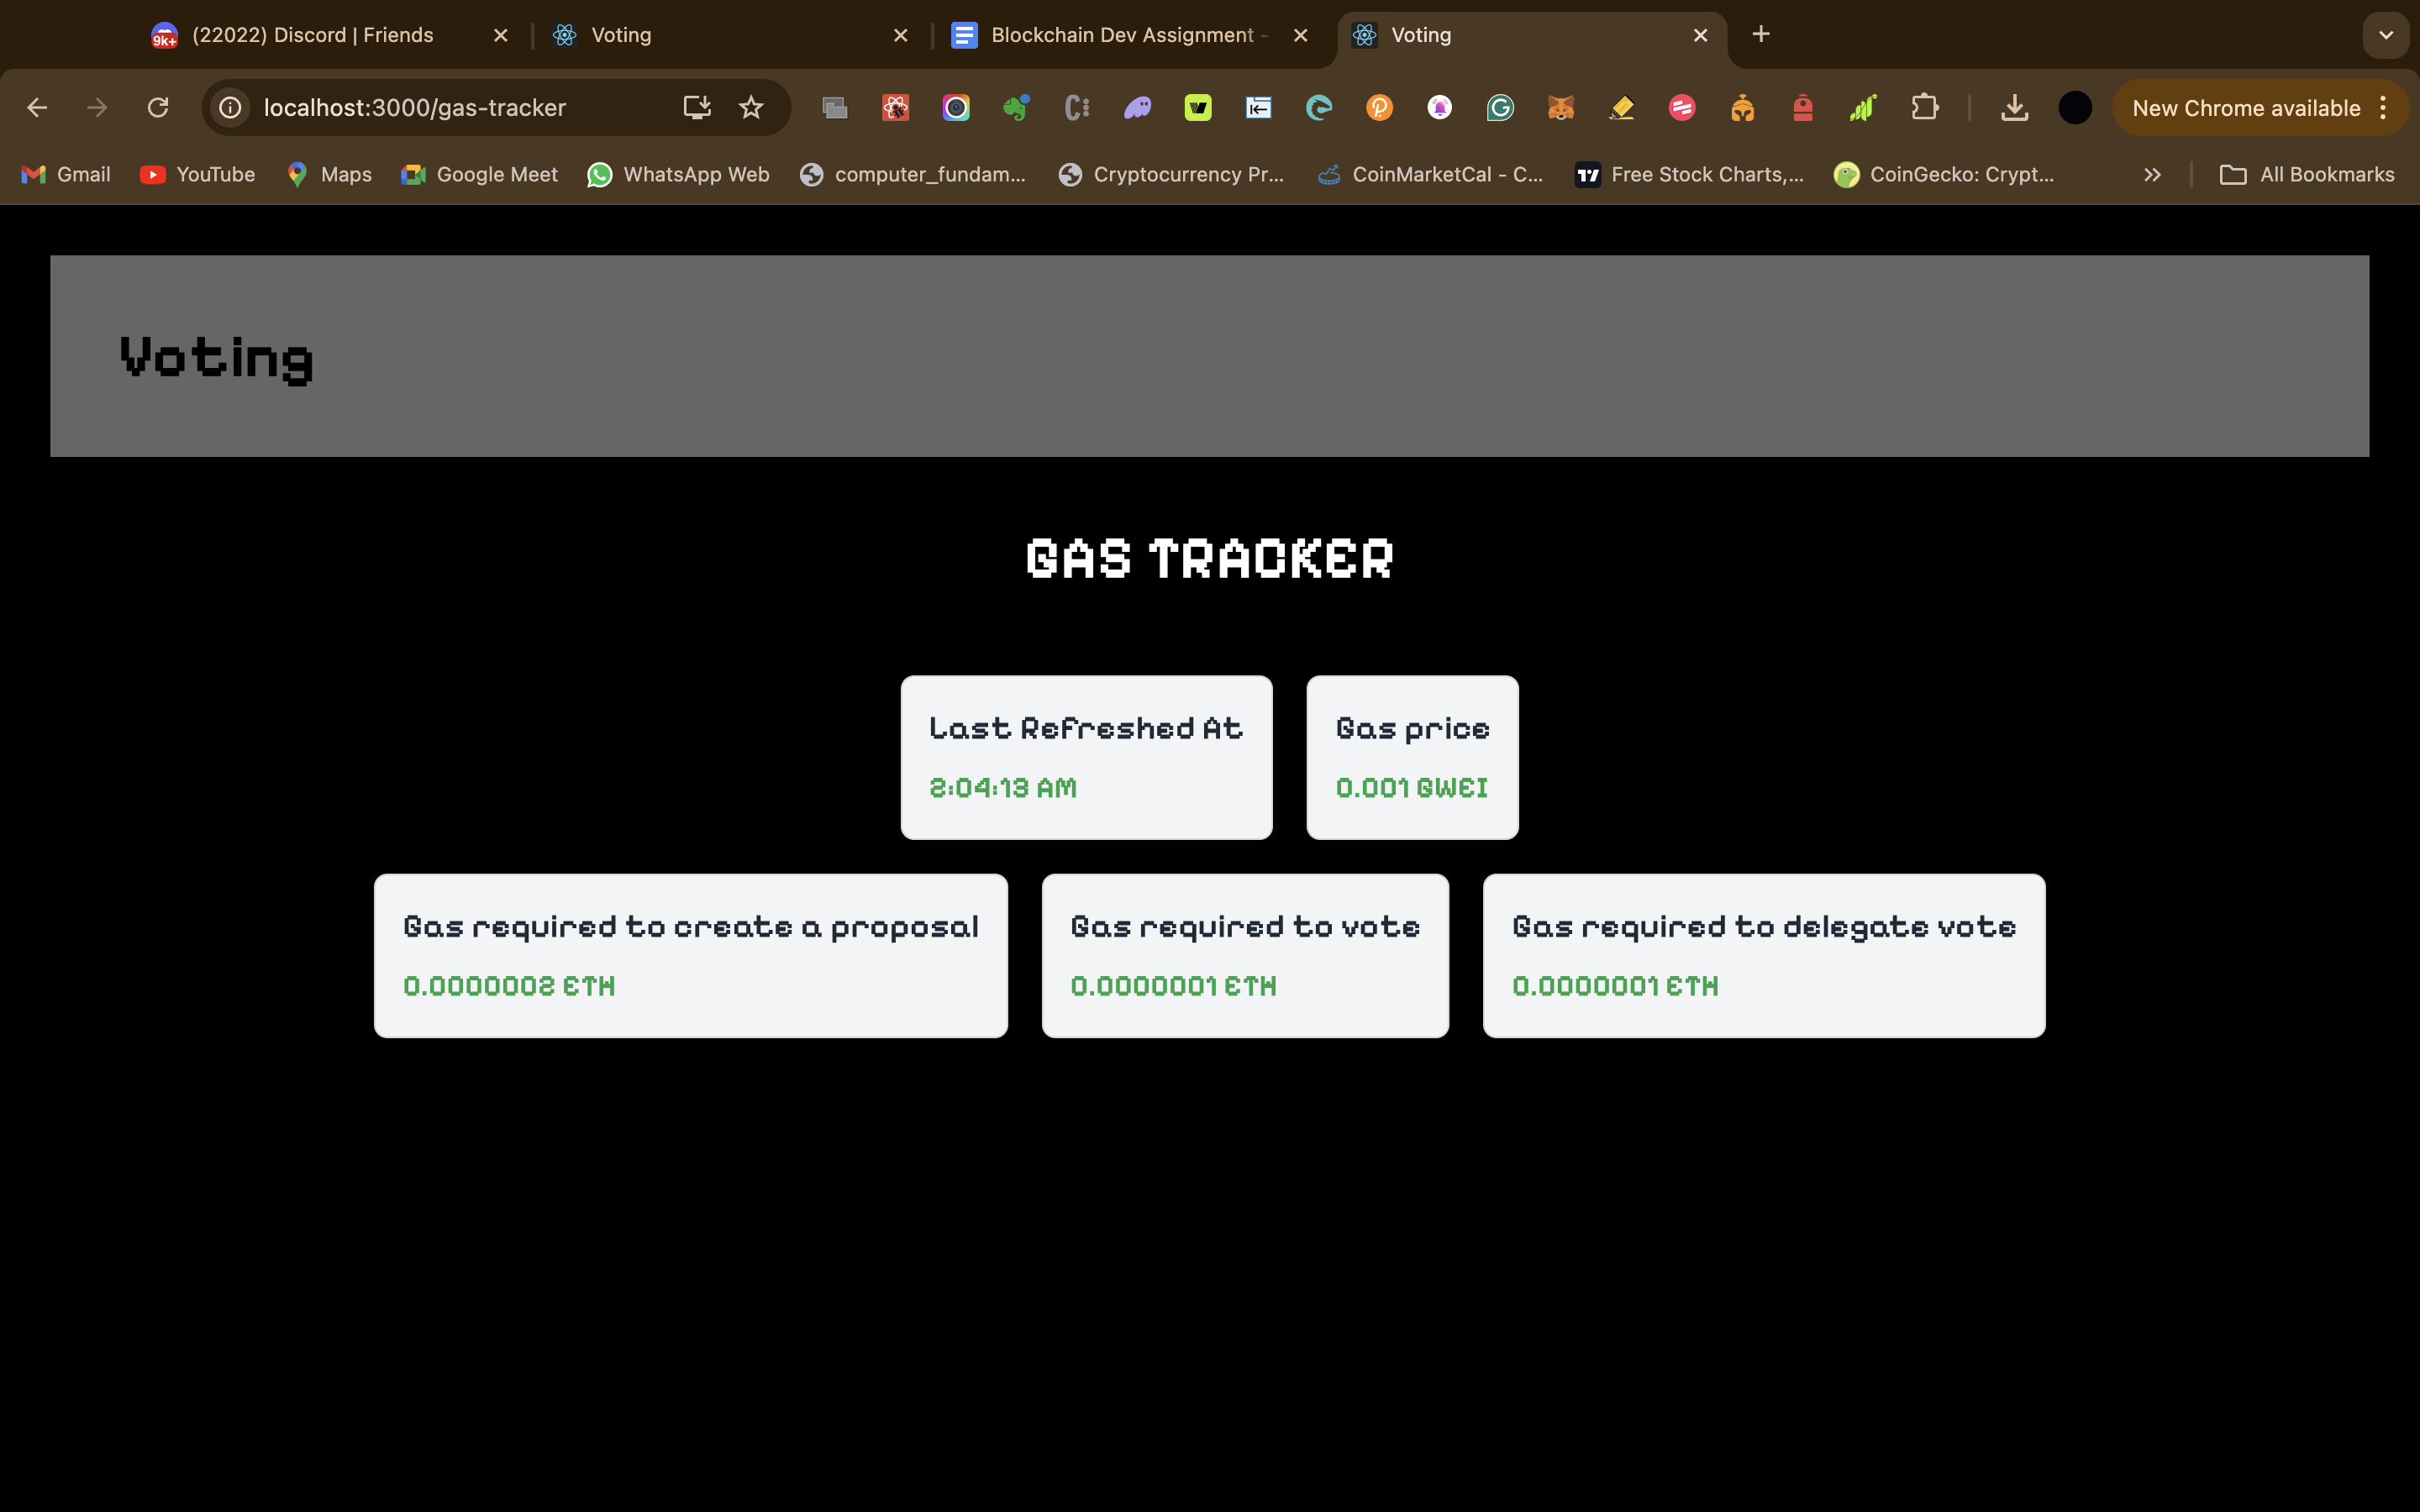 9k+ (22022) Discord | Friends
Voting
Blockchain Dev Assignment -
Voting
localhost:3000/gas-tracker
New Chrome available
Gmail YouTube Maps Google Meet WhatsApp Web computer_fundam... Cryptocurrency Pr... CoinMarketCal - C... Free Stock Charts,... CoinGecko: Crypt... All Bookmarks
Voting
GAS TRACKER
Last Refreshed At
2:04:13 AM
Gas price
0.001 GWEI
Gas required to create a proposal
0.0000002 ETH
Gas required to vote
0.0000001 ETH
Gas required to delegate vote
0.0000001 ETH